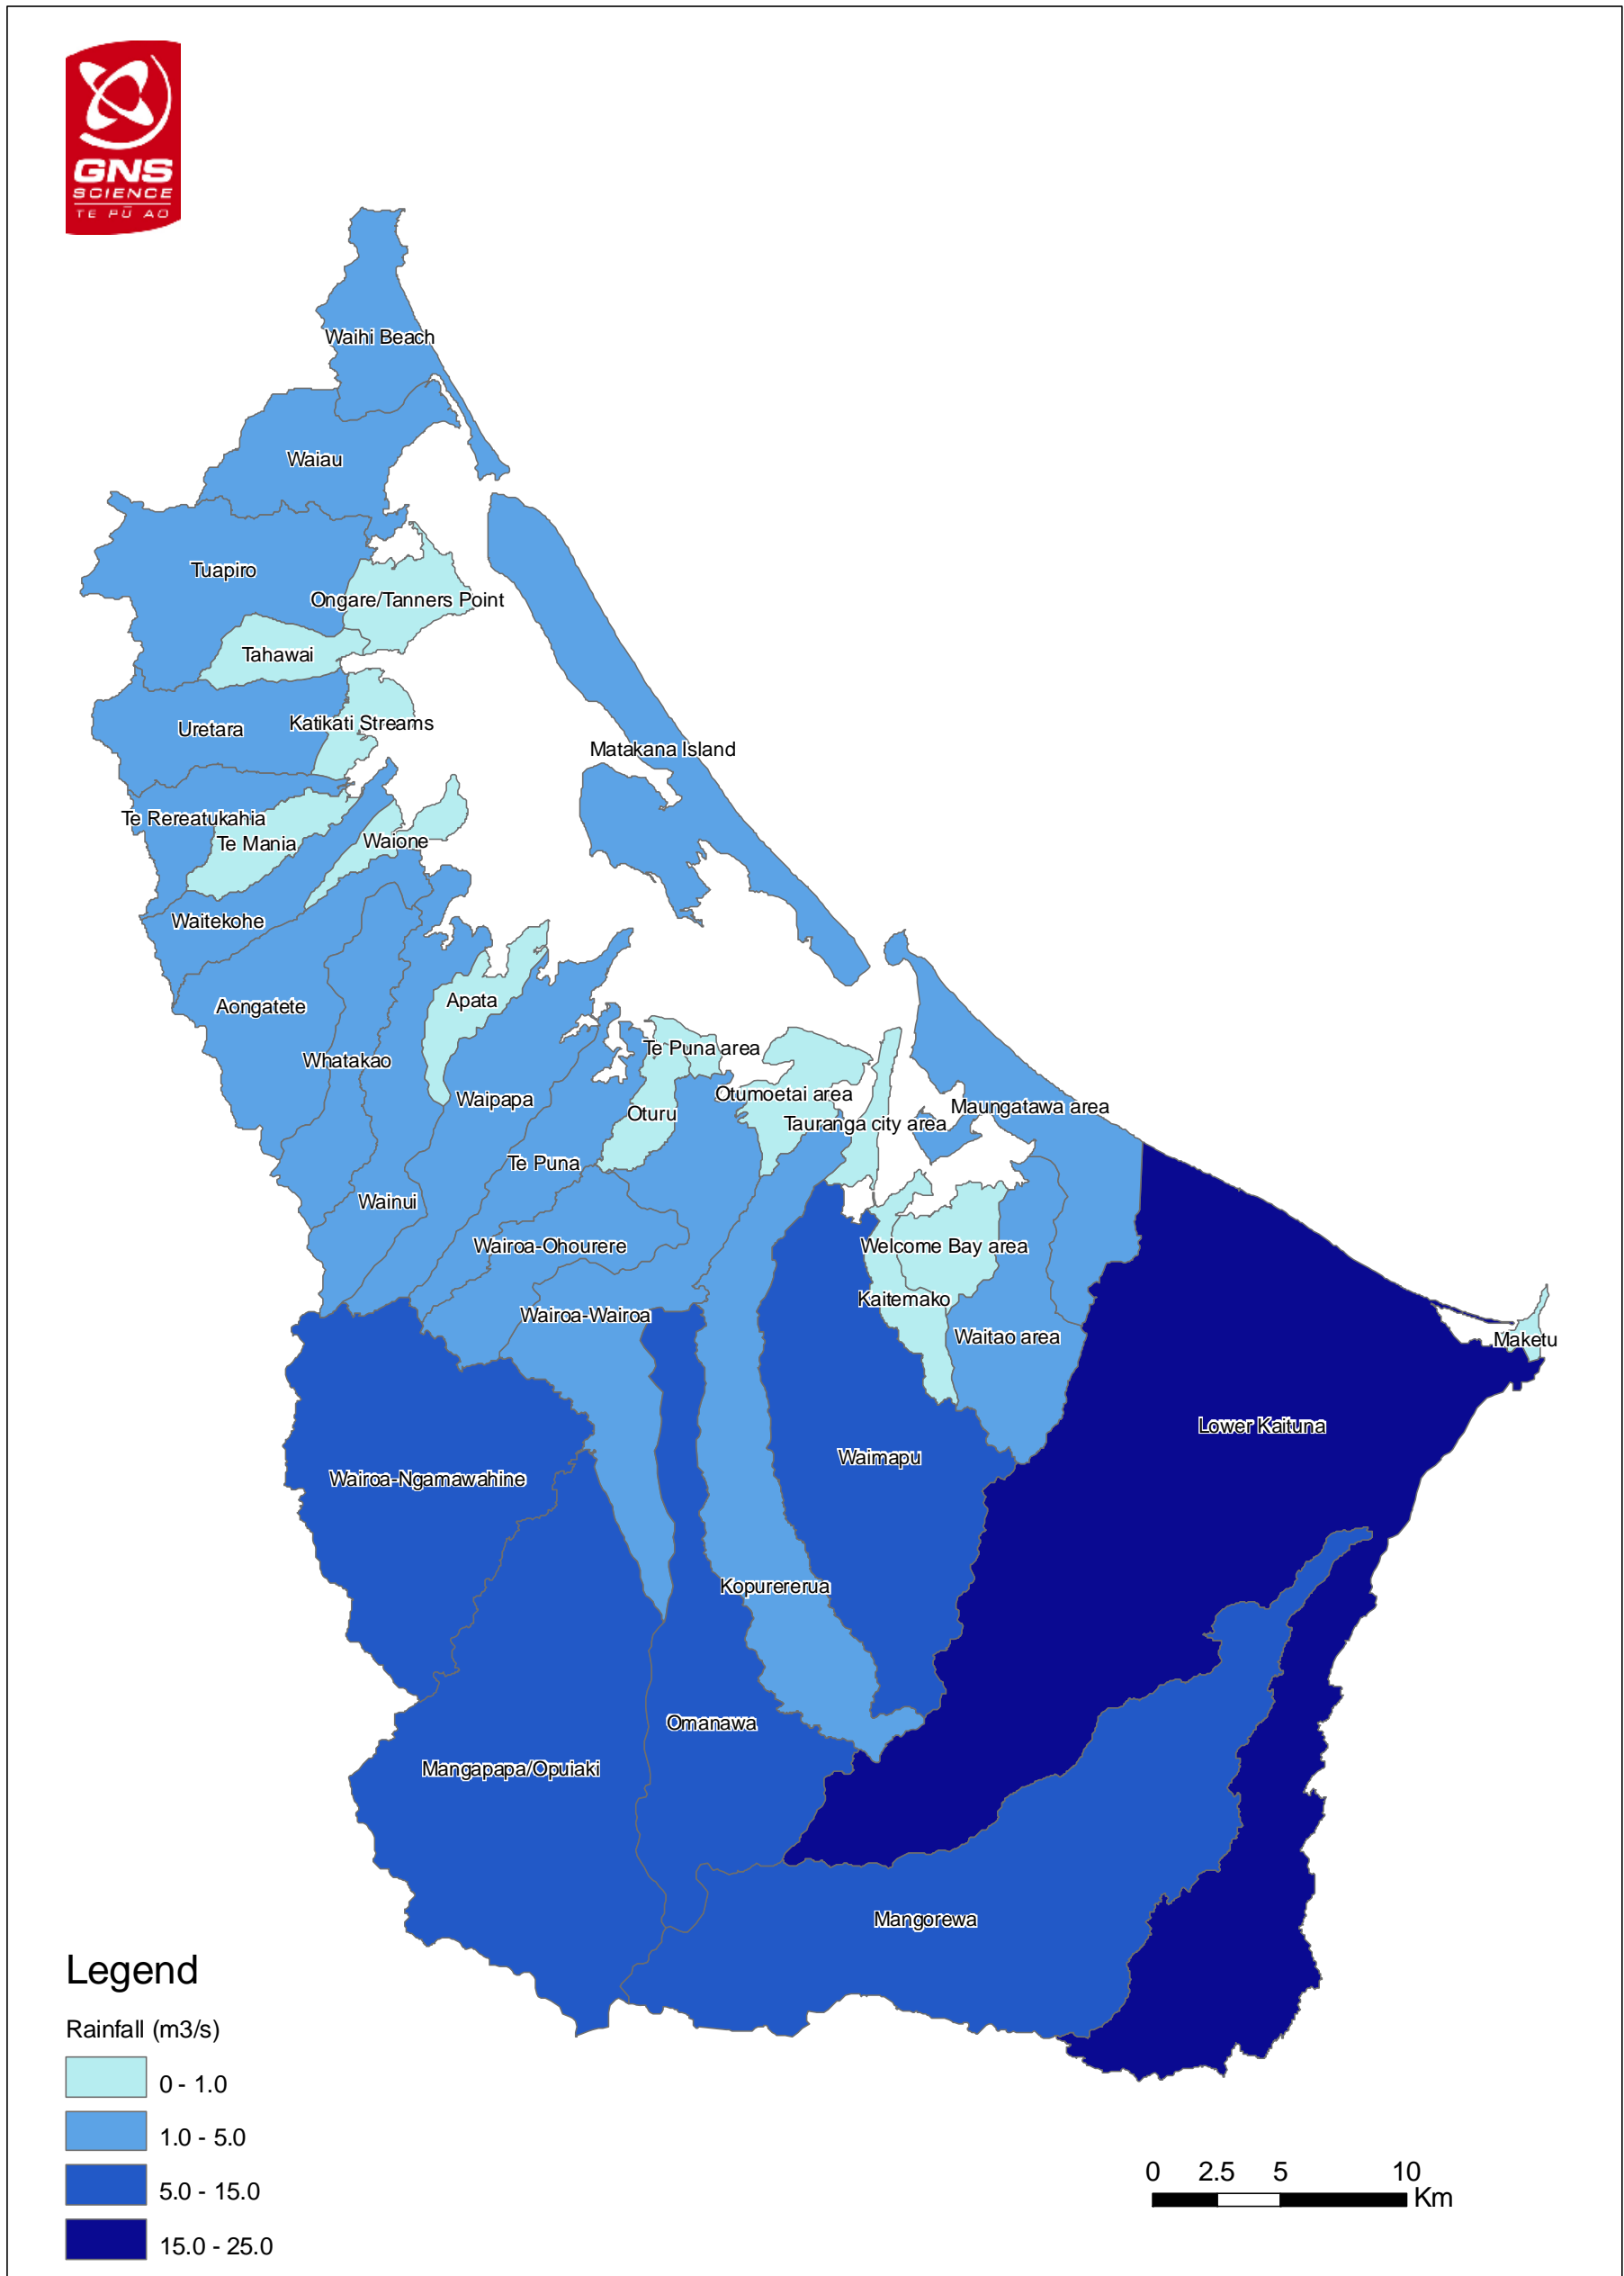 GNS
SCIENCE
TE PŪ AO
Waihi Beach
Waiau
Tuapiro
Ongare/Tanners Point
Tahawai
Katikati Streams
Uretara
Matakana Island
Te Rereatukahia
Te Mania
Waione
Waitekohe
Aongatete
Apata
Te Puna area
Whatakao
Waipapa
Otumoetai area
Maungatawa area
Oturu
Tauranga city area
Te Puna
Wainui
Wairoa-Ohourere
Welcome Bay area
Kaitemako
Wairoa-Wairoa
Waitao area
Maketu
Lower Kaituna
Waimapu
Wairoa-Ngamawahine
Kopurererua
Omanawa
Mangapapa/Opuiaki
Mangorewa
Legend
Rainfall (m3/s)
0 - 1.0
1.0 - 5.0
5.0 - 15.0
15.0 - 25.0
0 2.5 5 10
Km